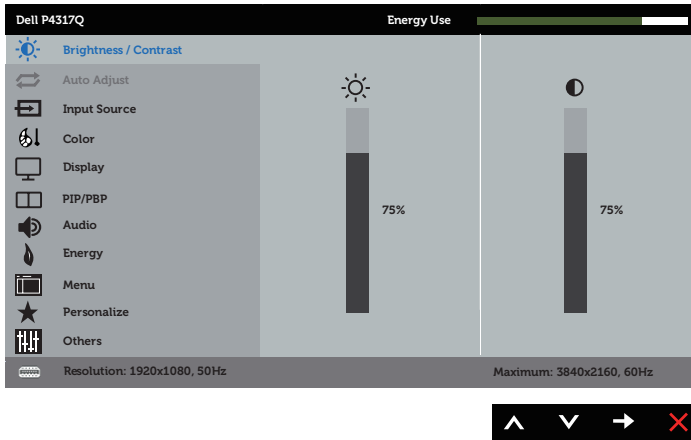 Dell P4317Q
Energy Use
Brightness / Contrast
Auto Adjust
Input Source
Color
Display
PIP/PBP
Audio
Energy
Menu
Personalize
Others
75%
75%
Resolution: 1920x1080, 50Hz
Maximum: 3840x2160, 60Hz